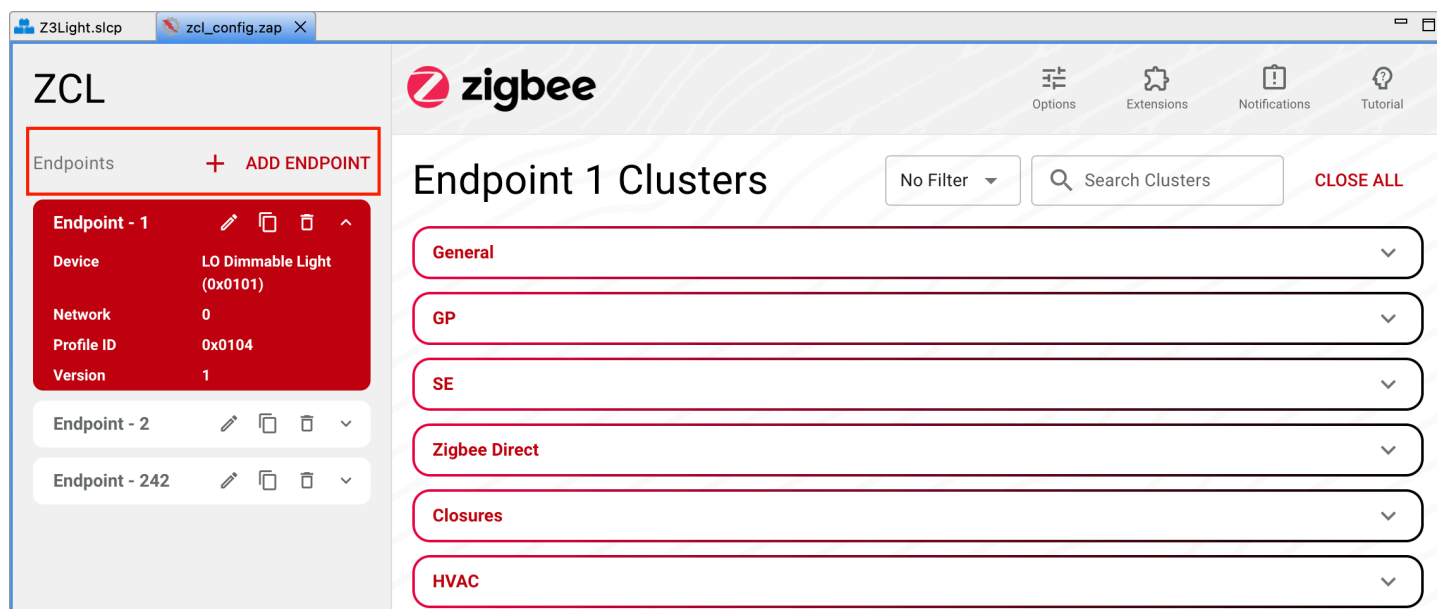 Z3Light.slcp
zcl_config.zap
ZCL
zigbee
Options
Extensions
Notifications
Tutorial
Endpoints
ADD ENDPOINT
Endpoint - 1
Device LO Dimmable Light
(0x0101)
Network 0
Profile ID 0x0104
Version 1
Endpoint - 2
Endpoint - 242
Endpoint 1 Clusters
No Filter
Search Clusters
CLOSE ALL
General
GP
SE
Zigbee Direct
Closures
HVAC